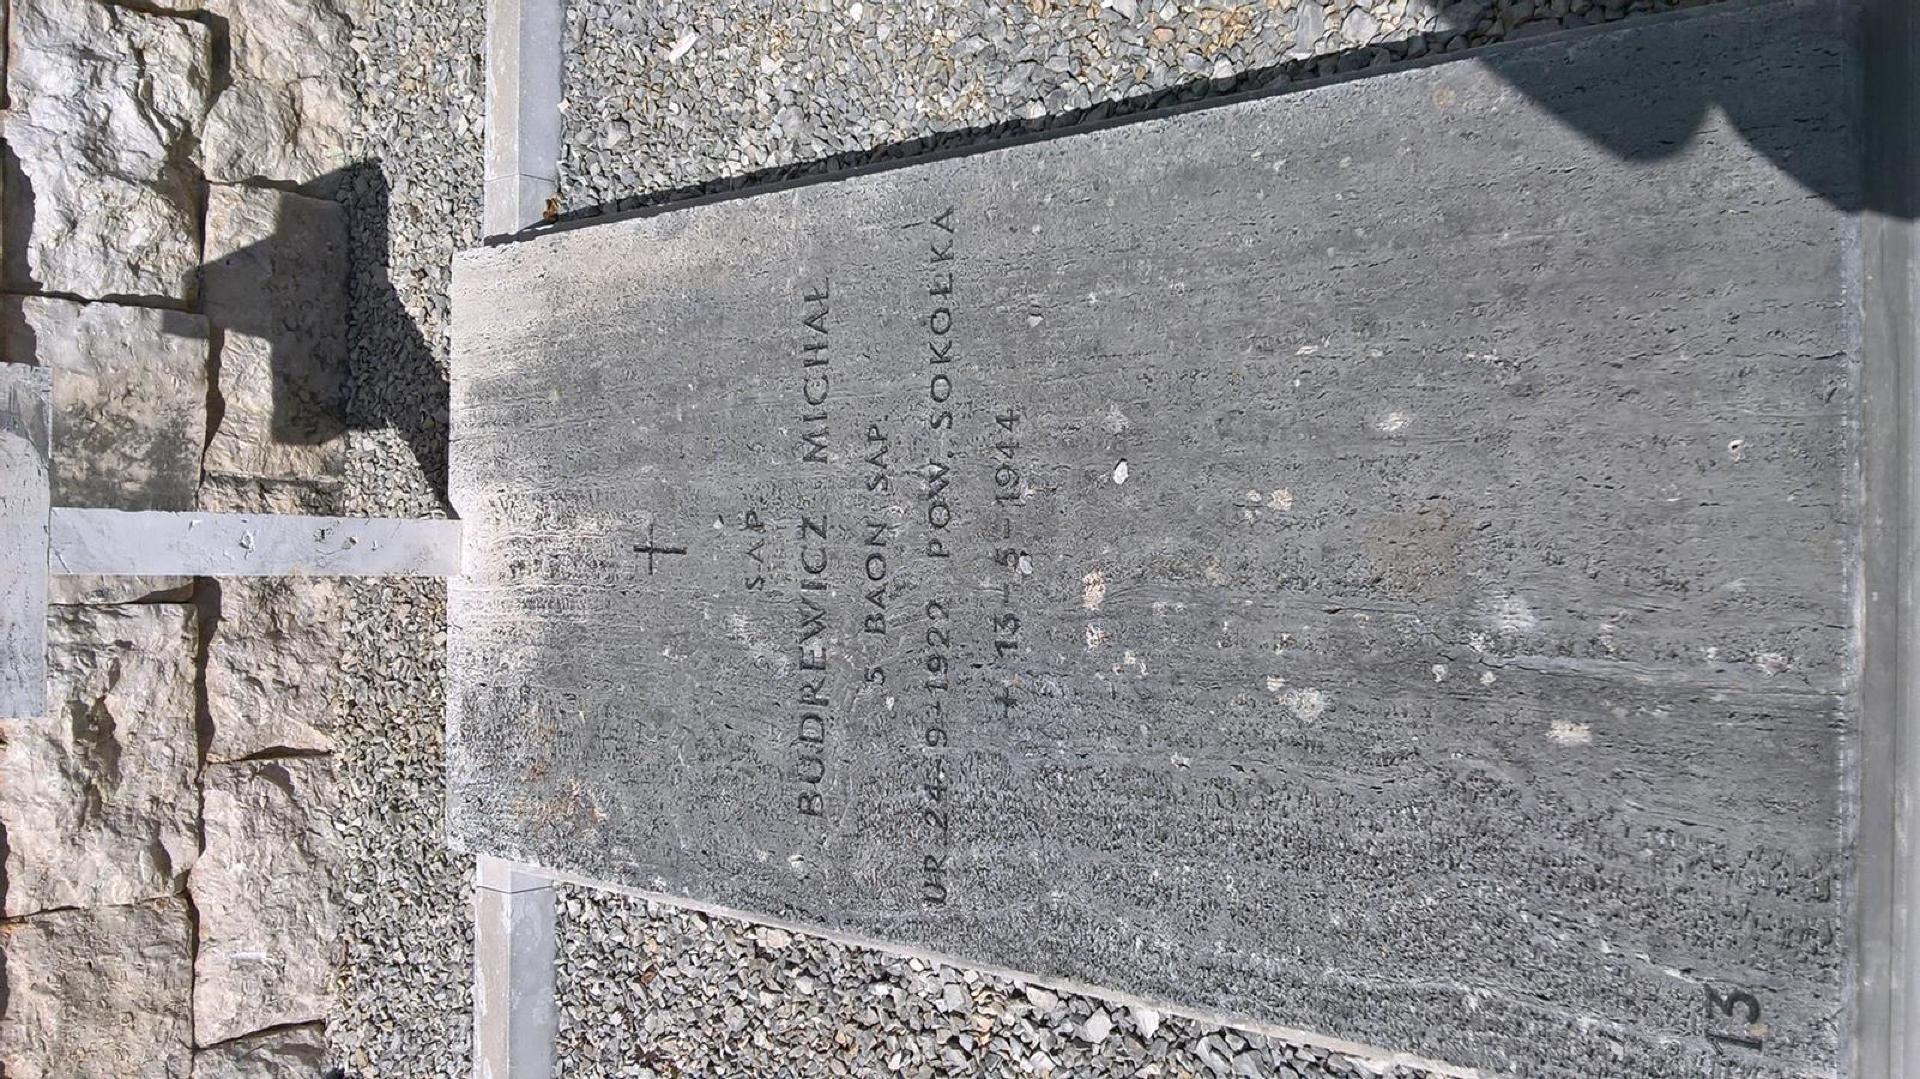 SAP
BUDREWICZ MICHAŁ
5 BAON SAP.
UR 24-9-1922 POW. SOKÓŁKA
+ 13-5-1944
13